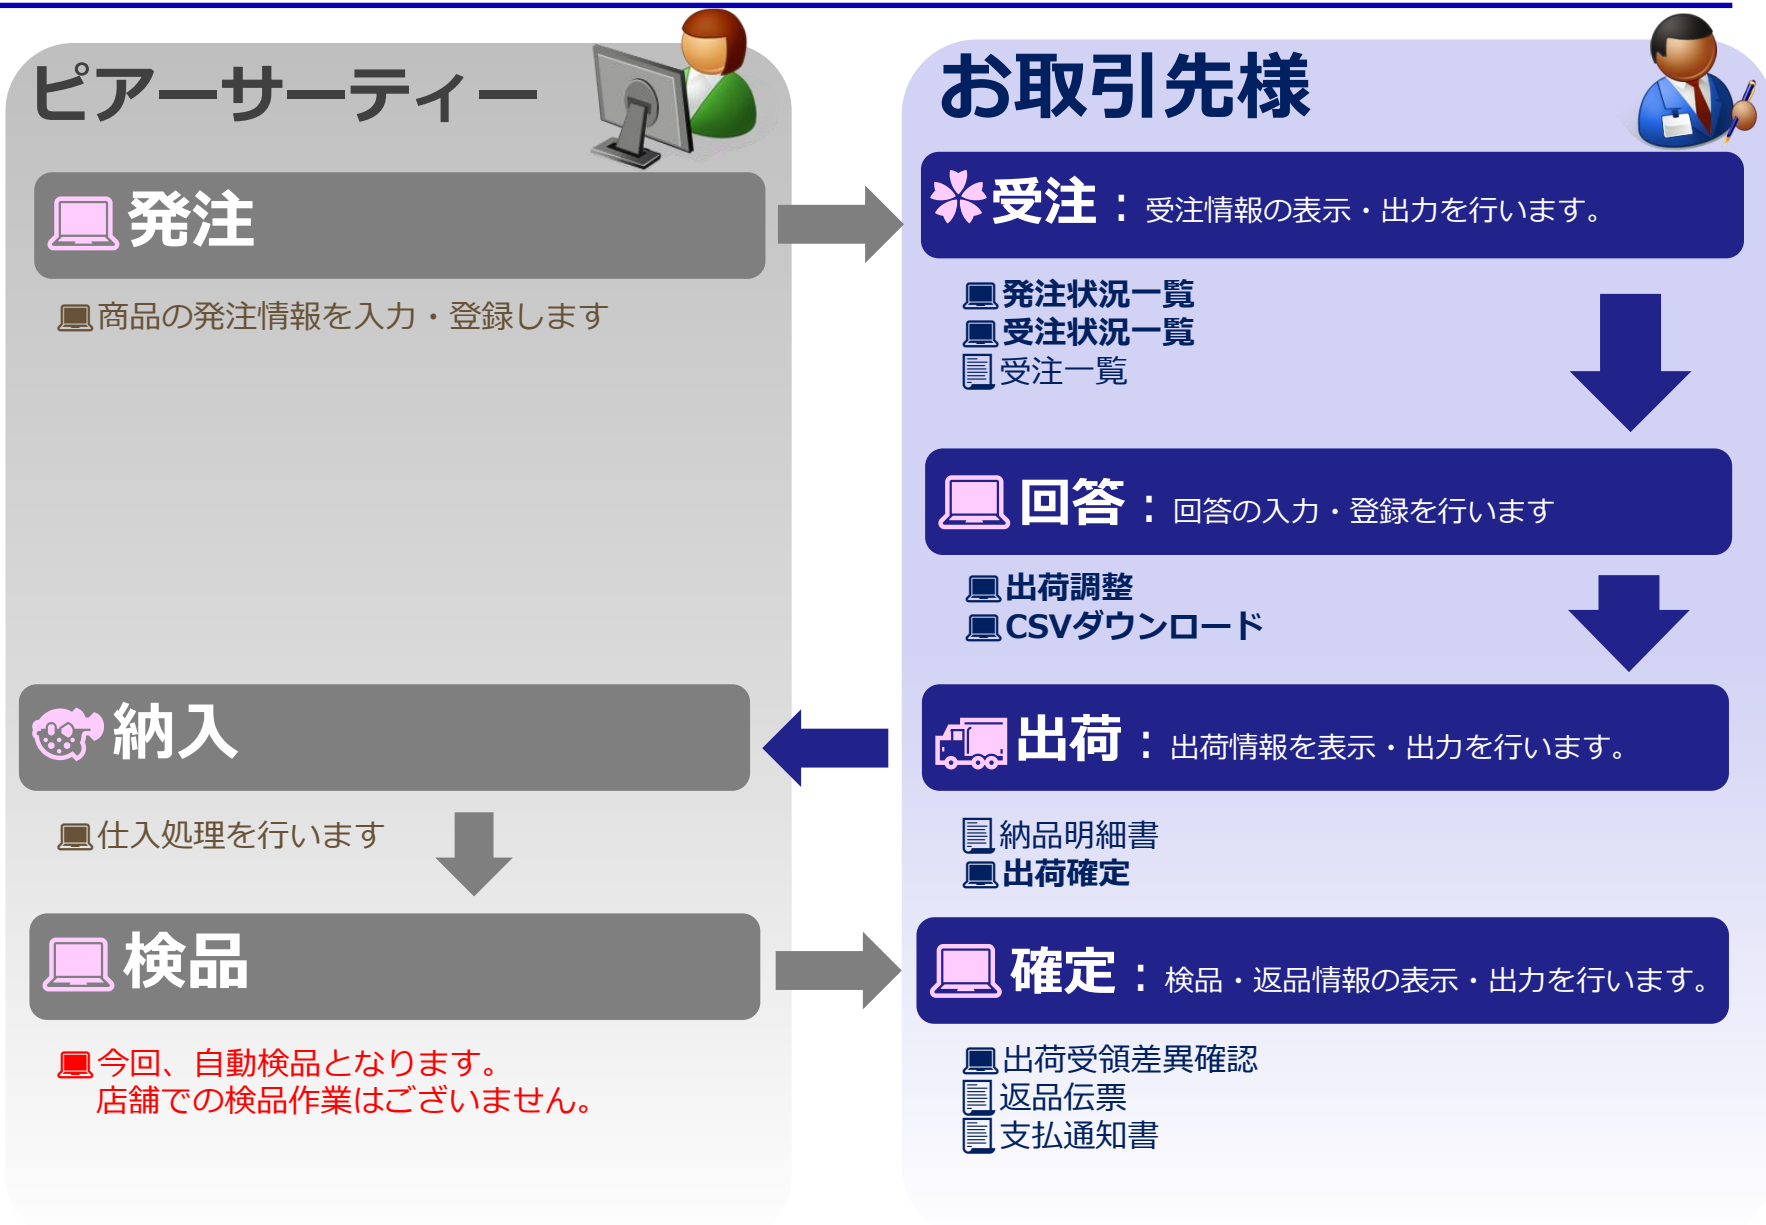 ピアーサーティー
発注
商品の発注情報を入力・登録します
納入
仕入処理を行います
検品
今回、自動検品となります。
店舗での検品作業はございません。
お取引先様
受注：受注情報の表示・出力を行います。
発注状況一覧
受注状況一覧
受注一覧
回答：回答の入力・登録を行います
出荷調整
CSVダウンロード
出荷：出荷情報を表示・出力を行います。
納品明細書
出荷確定
確定：検品・返品情報の表示・出力を行います。
出荷受領差異確認
返品伝票
支払通知書